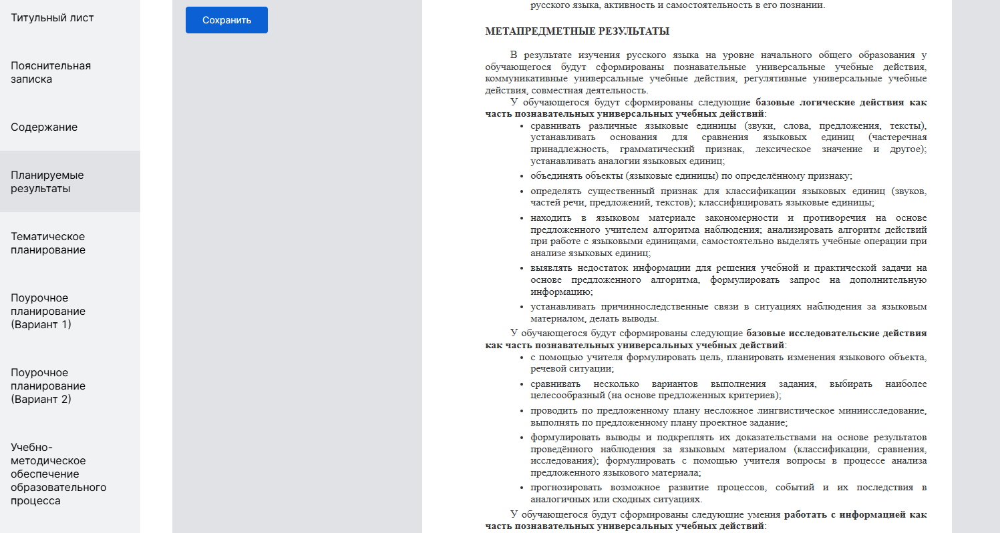 Титульный лист
Пояснительная
записка
Содержание
Планируемые
результаты
Тематическое
планирование
Поурочное
планирование
(Вариант 1)
Поурочное
планирование
(Вариант 2)
Учебно-
методическое
обеспечение
образовательного
процесса
Сохранить
русского языка, активность и самостоятельность в его познании.
МЕТАПРЕДМЕТНЫЕ РЕЗУЛЬТАТЫ
В результате изучения русского языка на уровне начального общего образования у
обучающегося будут сформированы познавательные универсальные учебные действия,
коммуникативные универсальные учебные действия, регулятивные универсальные учебные
действия, совместная деятельность.
У обучающегося будут сформированы следующие базовые логические действия как
часть познавательных универсальных учебных действий:
• сравнивать различные языковые единицы (звуки, слова, предложения, тексты),
устанавливать основания для сравнения языковых единиц (частеречная
принадлежность, грамматический признак, лексическое значение и другое);
устанавливать аналогии языковых единиц;
• объединять объекты (языковые единицы) по определённому признаку;
• определять существенный признак для классификации языковых единиц (звуков,
частей речи, предложений, текстов); классифицировать языковые единицы;
• находить в языковом материале закономерности и противоречия на основе
предложенного учителем алгоритма наблюдения; анализировать алгоритм действий
при работе с языковыми единицами, самостоятельно выделять учебные операции при
анализе языковых единиц;
• выявлять недостаток информации для решения учебной и практической задачи на
основе предложенного алгоритма, формулировать запрос на дополнительную
информацию;
• устанавливать причинноследственные связи в ситуациях наблюдения за языковым
материалом, делать выводы.
У обучающегося будут сформированы следующие базовые исследовательские действия
как часть познавательных универсальных учебных действий:
• с помощью учителя формулировать цель, планировать изменения языкового объекта,
речевой ситуации;
• сравнивать несколько вариантов выполнения задания, выбирать наиболее
целесообразный (на основе предложенных критериев);
• проводить по предложенному плану несложное лингвистическое миниисследование,
выполнять по предложенному плану проектное задание;
• формулировать выводы и подкреплять их доказательствами на основе результатов
проведённого наблюдения за языковым материалом (классификации, сравнения,
исследования); формулировать с помощью учителя вопросы в процессе анализа
предложенного языкового материала;
• прогнозировать возможное развитие процессов, событий и их последствия в
аналогичных или сходных ситуациях.
У обучающегося будут сформированы следующие умения работать с информацией как
часть познавательных универсальных учебных действий: